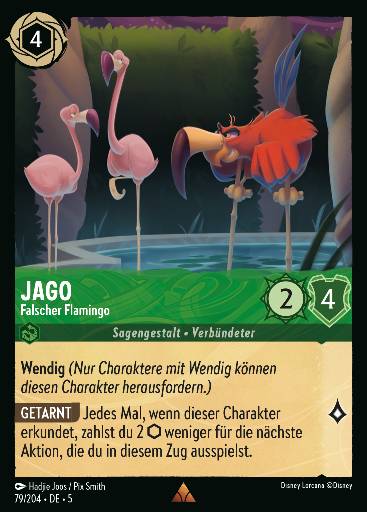 4
JAGO
Falscher Flamingo
2
4
Sagengestalt • Verbündeter
Wendig (Nur Charaktere mit Wendig können
diesen Charakter herausfordern.)
GETARNT Jedes Mal, wenn dieser Charakter
erkundet, zahlst du 2 ⬡ weniger für die nächste
Aktion, die du in diesem Zug ausspielst.
Hadjie Joos / Pix Smith
Disney Lorcana ©Disney
79/204 • DE • 5